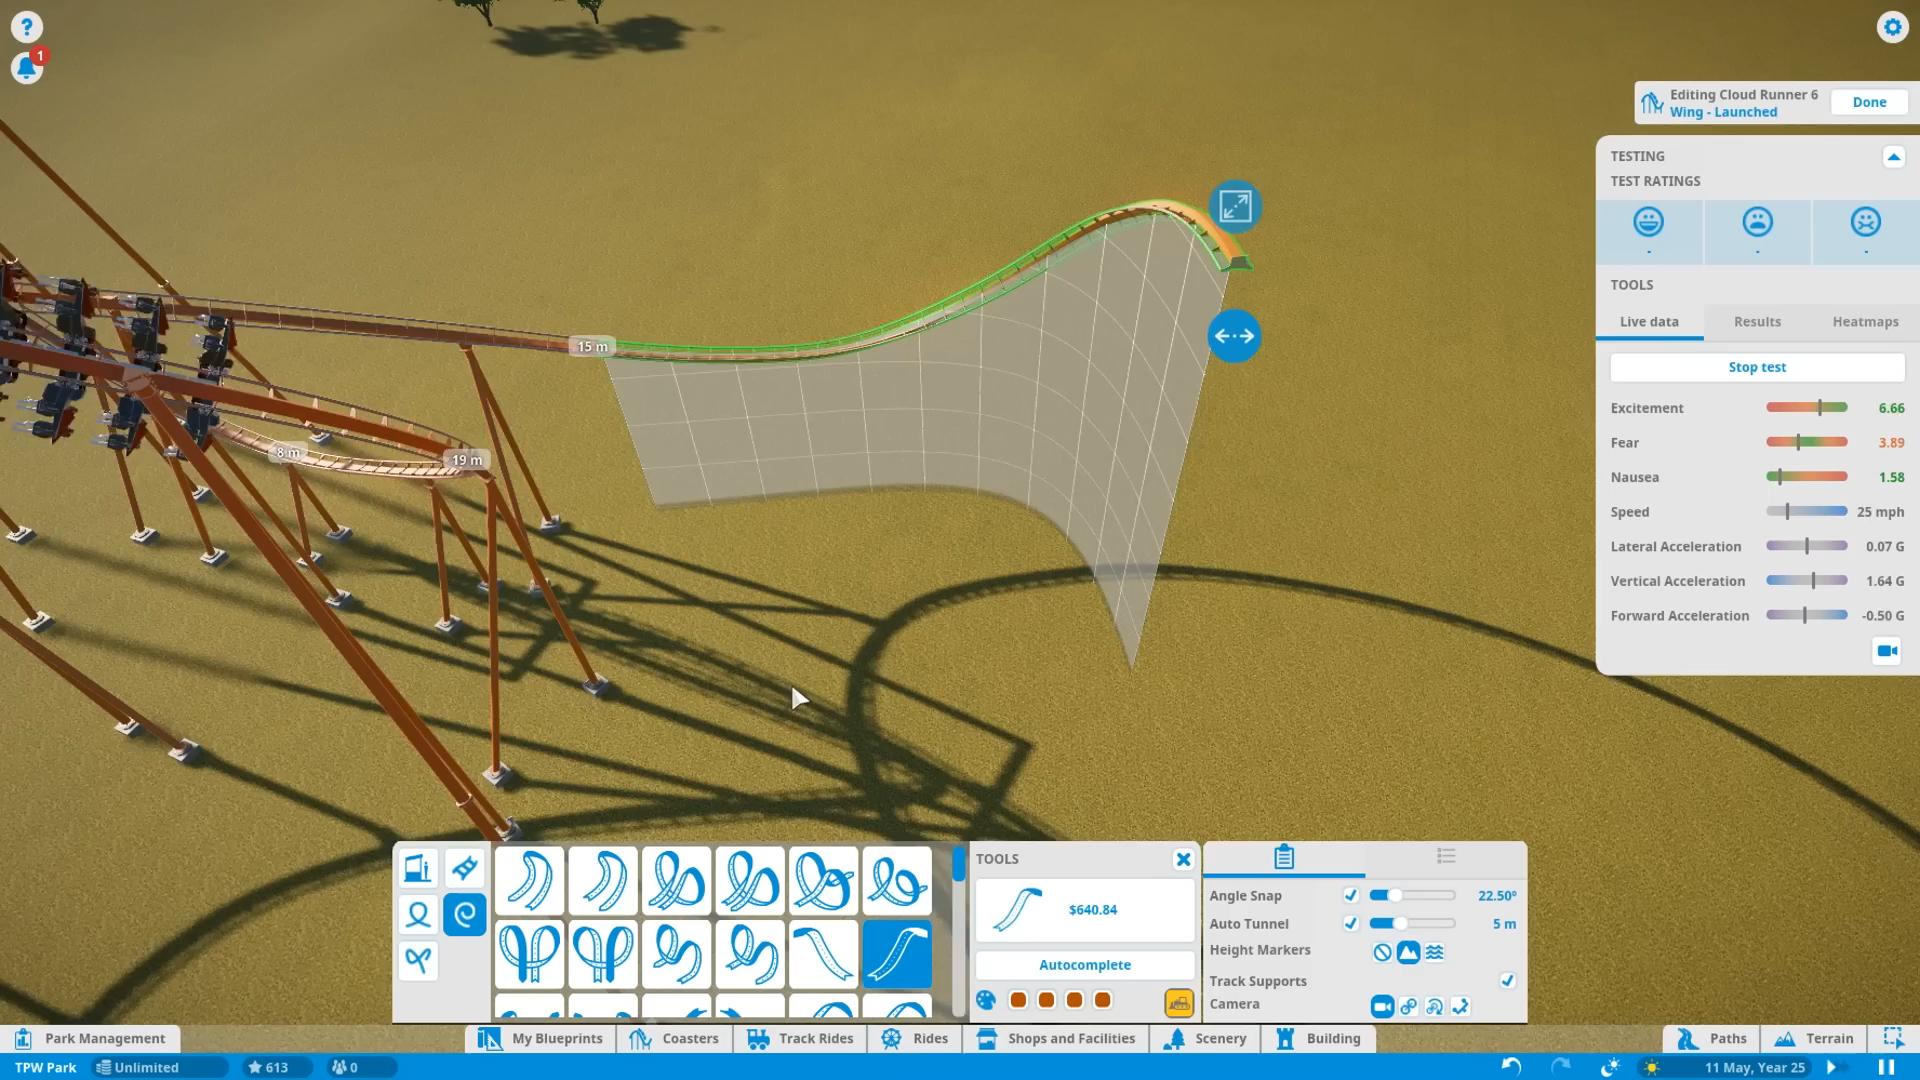 ?
1
Editing Cloud Runner 6
Wing - Launched
Done
TESTING
TEST RATINGS
- - -
TOOLS
Live data Results Heatmaps
Stop test
Excitement 6.66
Fear 3.89
Nausea 1.58
Speed 25 mph
Lateral Acceleration 0.07 G
Vertical Acceleration 1.64 G
Forward Acceleration -0.50 G
15 m
8 m
19 m
TOOLS
$640.84
Autocomplete
Angle Snap 22.50°
Auto Tunnel 5 m
Height Markers
Track Supports
Camera
Park Management My Blueprints Coasters Track Rides Rides Shops and Facilities Scenery Building Paths Terrain
TPW Park Unlimited 613 0 11 May, Year 25